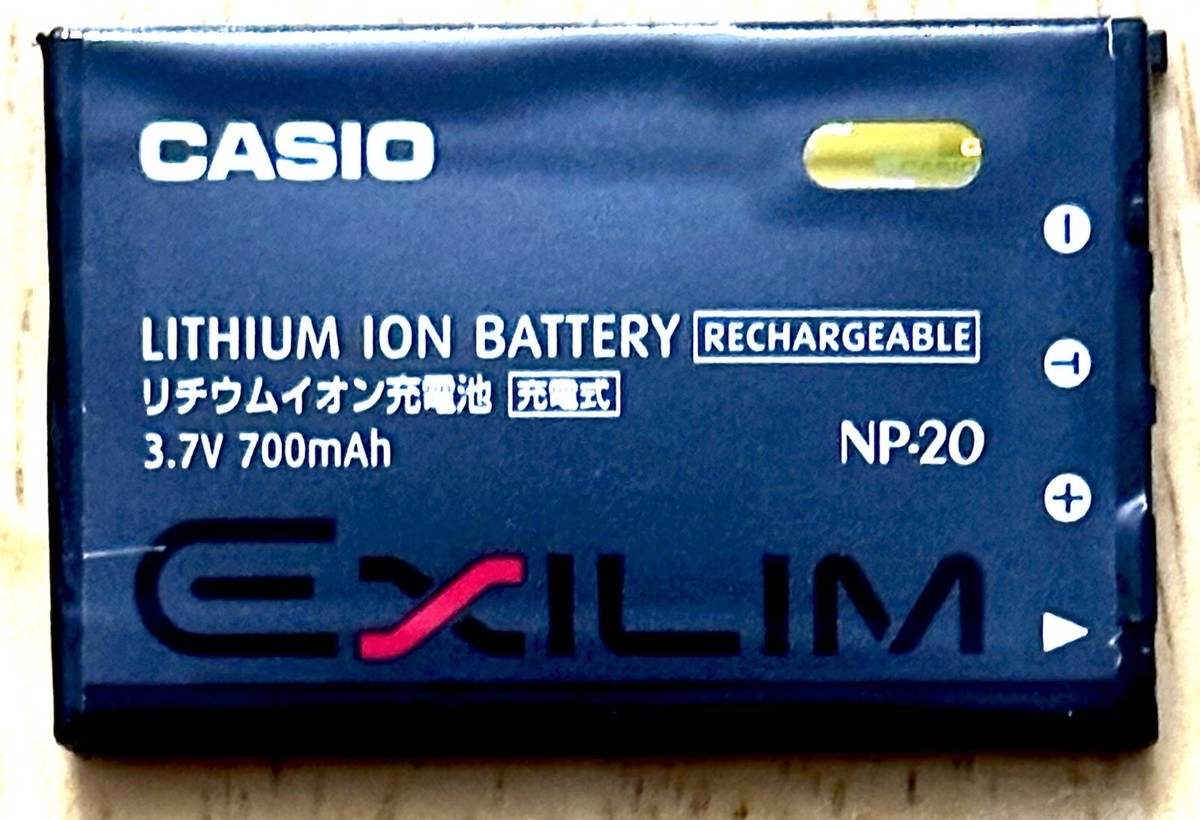 CASIO
LITHIUM ION BATTERY RECHARGEABLE
リチウムイオン充電池 充電式
3.7V 700mAh
NP-20
EXILIM
−
T
+